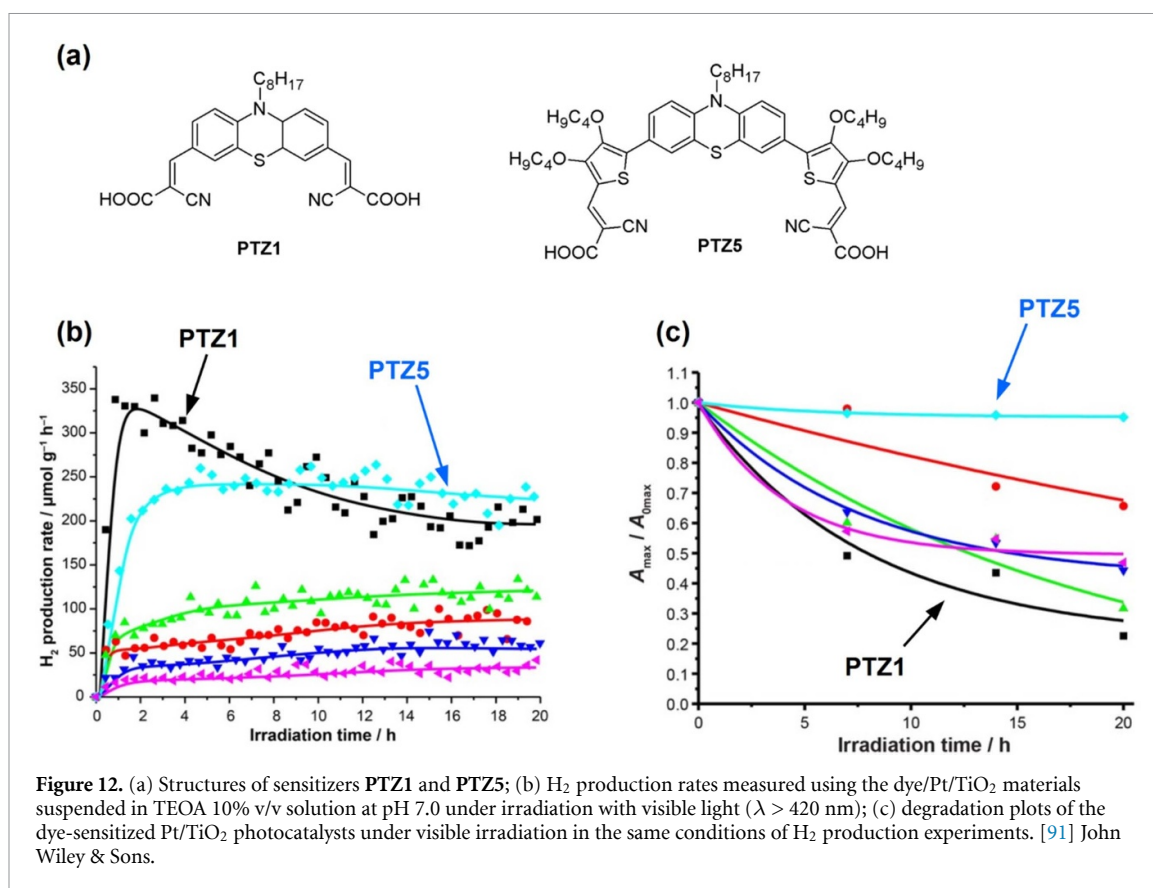 (a)
C₈H₁₇
N
S
HOOC
CN
NC
COOH
PTZ1
C₈H₁₇
N
S
H₉C₄O
H₉C₄O
S
CN
HOOC
OC₄H₉
OC₄H₉
S
NC
COOH
PTZ5
(b)
PTZ1
PTZ5
H₂ production rate / μmol g⁻¹ h⁻¹
350
300
250
200
150
100
50
0
0 2 4 6 8 10 12 14 16 18 20
Irradiation time / h
(c)
PTZ5
PTZ1
Amax / A0max
1.1
1.0
0.9
0.8
0.7
0.6
0.5
0.4
0.3
0.2
0.1
0.0
0 5 10 15 20
Irradiation time / h
Figure 12. (a) Structures of sensitizers PTZ1 and PTZ5; (b) H₂ production rates measured using the dye/Pt/TiO₂ materials
suspended in TEOA 10% v/v solution at pH 7.0 under irradiation with visible light (λ > 420 nm); (c) degradation plots of the
dye-sensitized Pt/TiO₂ photocatalysts under visible irradiation in the same conditions of H₂ production experiments. [91] John
Wiley & Sons.